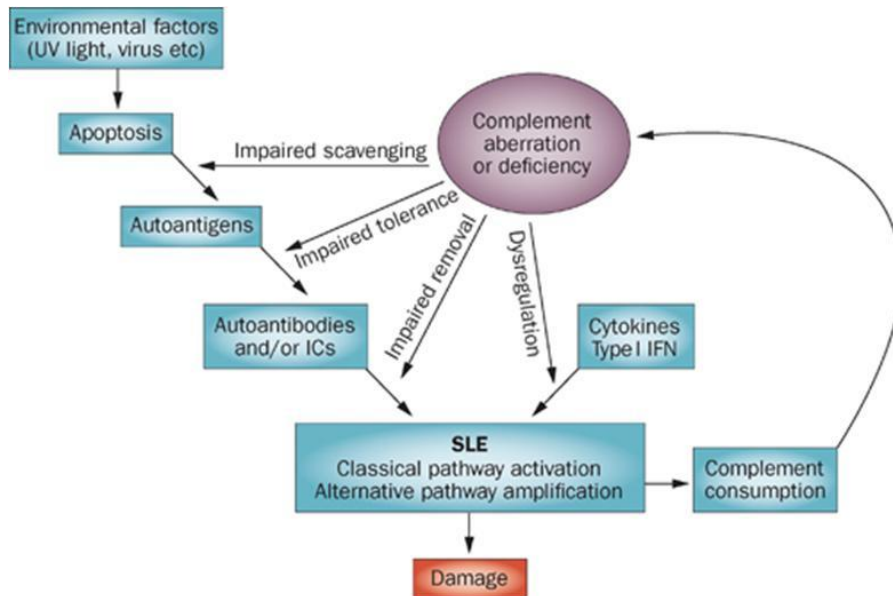 Environmental factors
(UV light, virus etc)
Apoptosis
Complement
aberration
or deficiency
Impaired scavenging
Autoantigens
Impaired tolerance
Impaired removal
Dysregulation
Autoantibodies
and/or ICs
Cytokines
Type I IFN
SLE
Classical pathway activation
Alternative pathway amplification
Complement
consumption
Damage